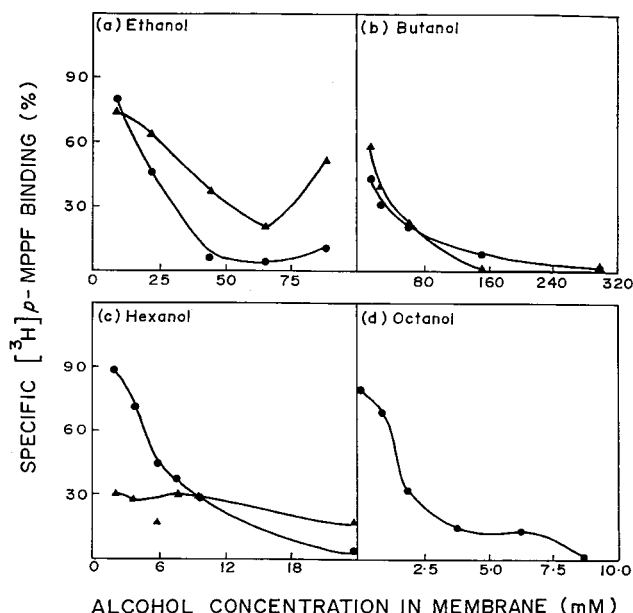 (a) Ethanol
(b) Butanol
90
60
30
0
0 25 50 75
80 160 240 320
(c) Hexanol
(d) Octanol
90
60
30
0 6 12 18
2·5 5·0 7·5 10·0
SPECIFIC [³H]p-MPPF BINDING (%)
ALCOHOL CONCENTRATION IN MEMBRANE (mM)